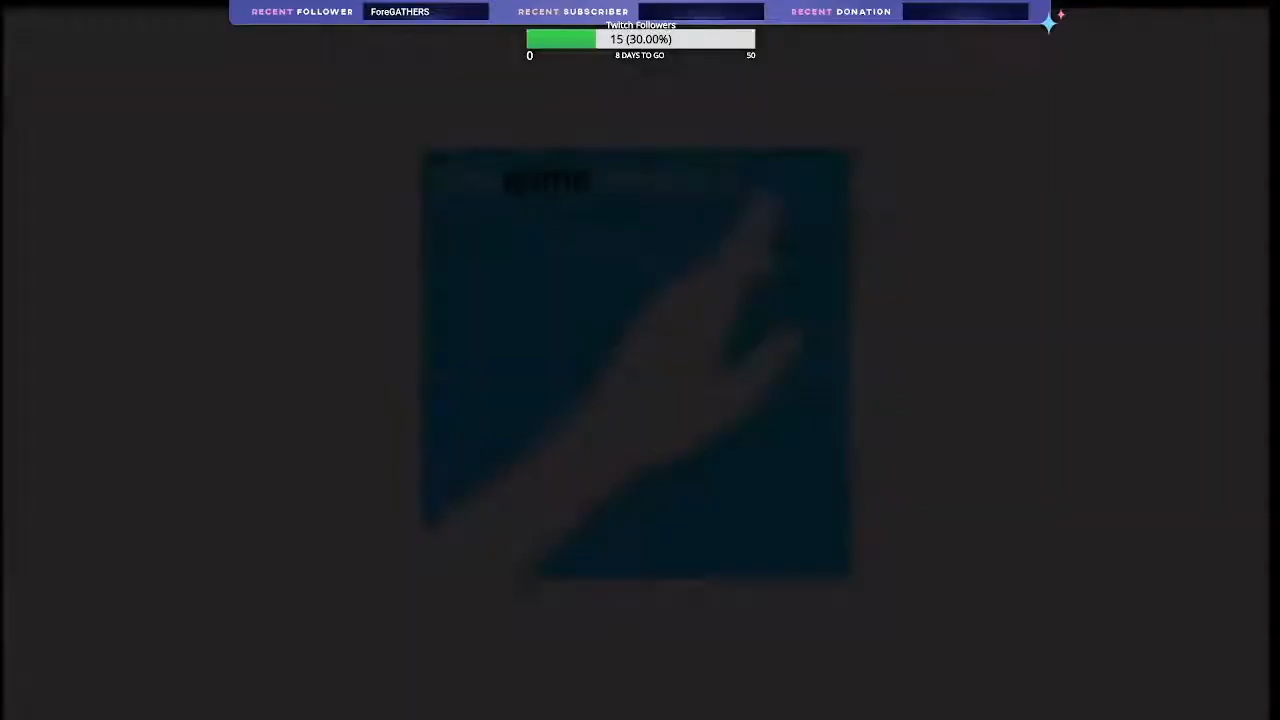 RECENT FOLLOWER ForeGATHERS RECENT SUBSCRIBER RECENT DONATION
Twitch Followers
15 (30.00%)
0 8 DAYS TO GO 50